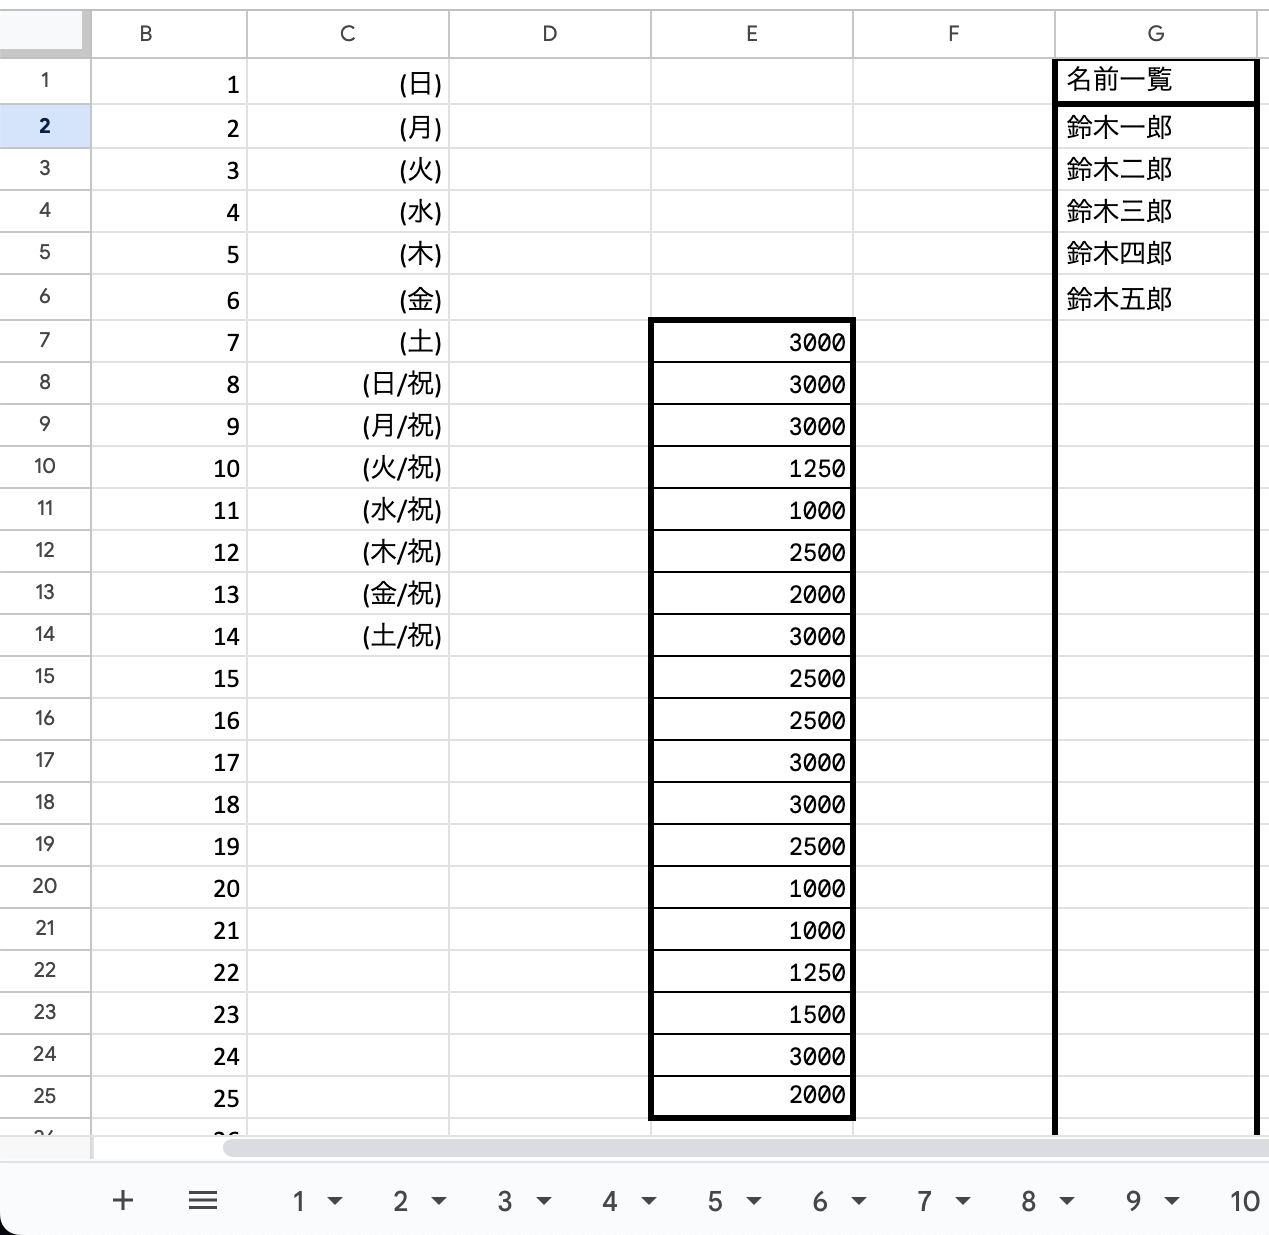 B C D E F G
1 1 (日) 名前一覧
2 2 (月) 鈴木一郎
3 3 (火) 鈴木二郎
4 4 (水) 鈴木三郎
5 5 (木) 鈴木四郎
6 6 (金) 鈴木五郎
7 7 (土) 3000
8 8 (日/祝) 3000
9 9 (月/祝) 3000
10 10 (火/祝) 1250
11 11 (水/祝) 1000
12 12 (木/祝) 2500
13 13 (金/祝) 2000
14 14 (土/祝) 3000
15 15 2500
16 16 2500
17 17 3000
18 18 3000
19 19 2500
20 20 1000
21 21 1000
22 22 1250
23 23 1500
24 24 3000
25 25 2000
1 2 3 4 5 6 7 8 9 10